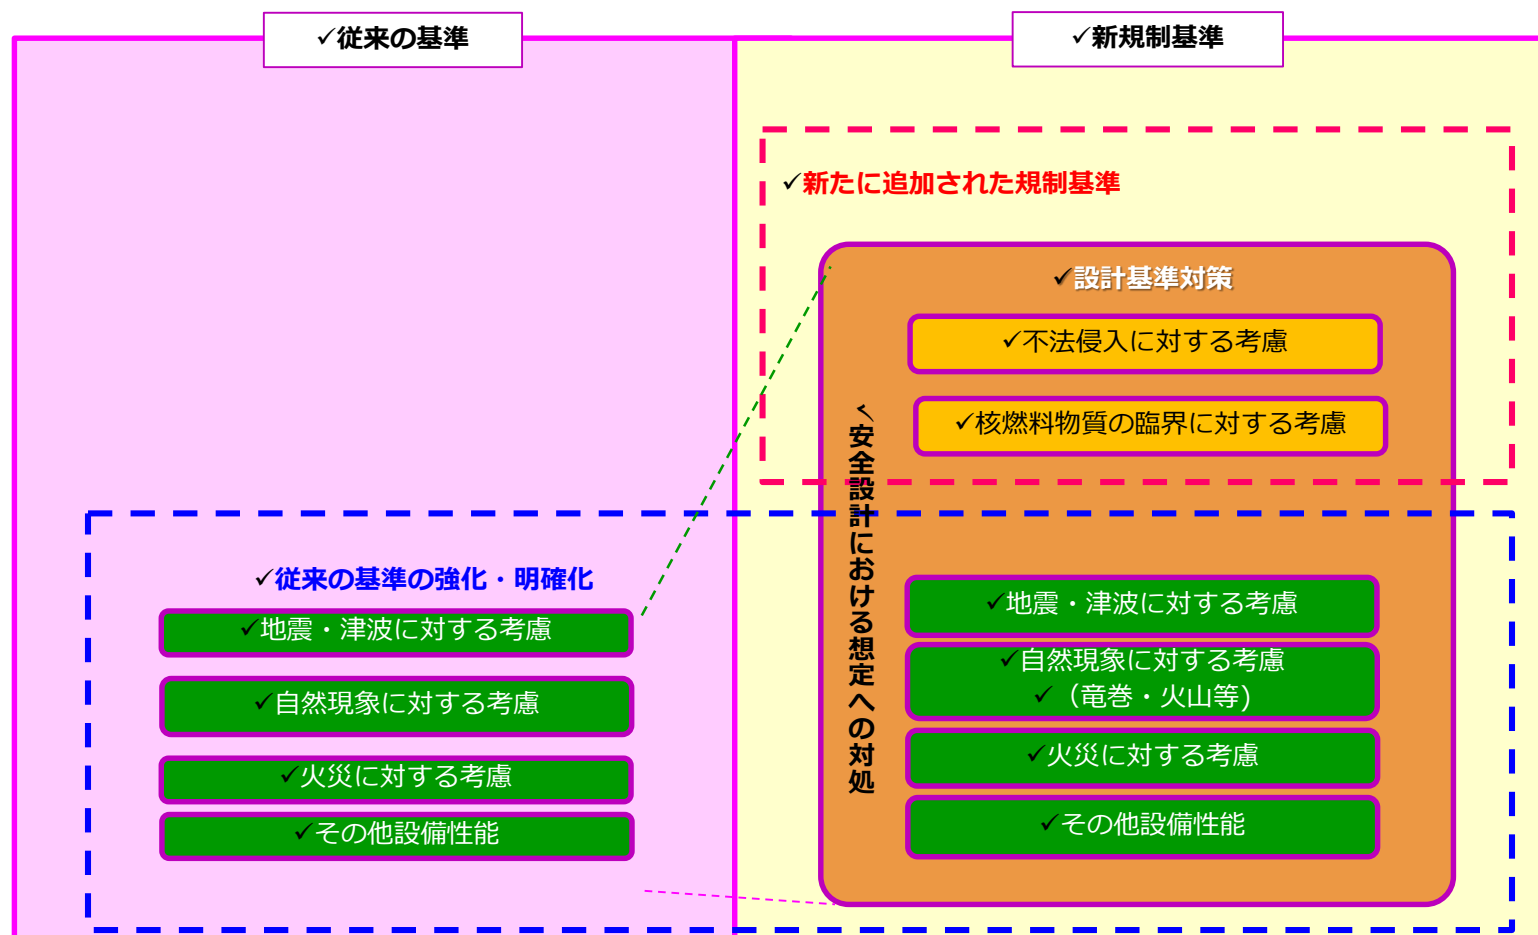 ✓従来の基準
✓新規制基準
✓新たに追加された規制基準
✓設計基準対策
✓不法侵入に対する考慮
✓核燃料物質の臨界に対する考慮
✓安全設計における想定への対処
✓従来の基準の強化・明確化
✓地震・津波に対する考慮
✓自然現象に対する考慮
✓火災に対する考慮
✓その他設備性能
✓地震・津波に対する考慮
✓自然現象に対する考慮
✓（竜巻・火山等)
✓火災に対する考慮
✓その他設備性能